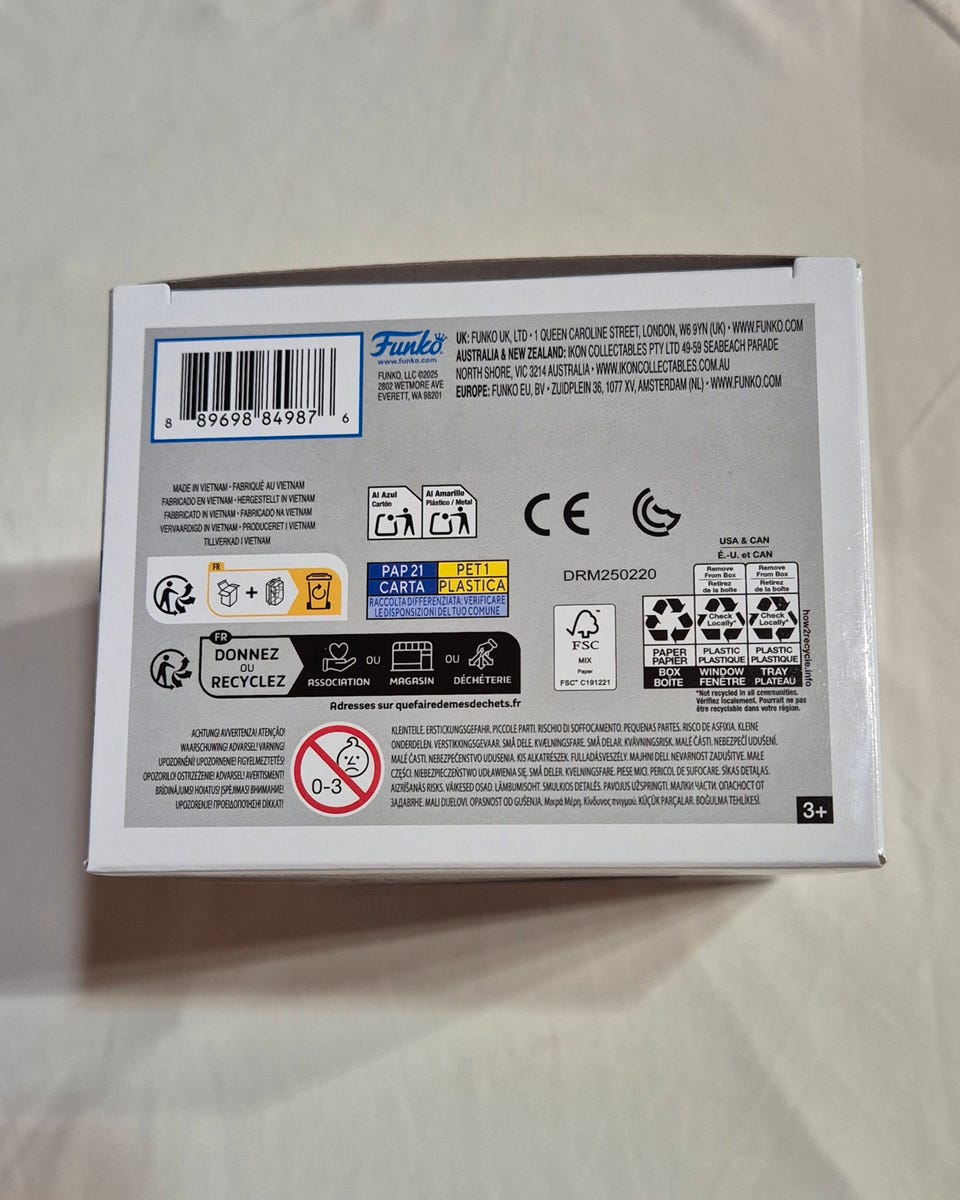 8 89698 84987 6
Funko
www.funko.com
FUNKO, LLC ©2025
2802 WETMORE AVE
EVERETT, WA 98201
UK: FUNKO UK, LTD • 1 QUEEN CAROLINE STREET, LONDON, W6 9YN (UK) • WWW.FUNKO.COM
AUSTRALIA & NEW ZEALAND: IKON COLLECTABLES PTY LTD 49-59 SEABEACH PARADE
NORTH SHORE, VIC 3214 AUSTRALIA • WWW.IKONCOLLECTABLES.COM.AU
EUROPE: FUNKO EU, BV • ZUIDPLEIN 36, 1077 XV, AMSTERDAM (NL) • WWW.FUNKO.COM
MADE IN VIETNAM • FABRIQUÉ AU VIETNAM
FABRICADO EN VIETNAM • HERGESTELLT IN VIETNAM
FABBRICATO IN VIETNAM • FABRICADO NA VIETNAM
VERVAARDIGD IN VIETNAM • PRODUCERET I VIETNAM
TILLVERKAD I VIETNAM
Al Azul
Cartón
Al Amarillo
Plástico / Metal
CE
FR
+
PAP 21
PET 1
CARTA
PLASTICA
RACCOLTA DIFFERENZIATA: VERIFICARE
LE DISPOSIZIONI DEL TUO COMUNE
DRM250220
USA & CAN
É.-U. et CAN
Remove
From Box
Retirez
de la boîte
Remove
From Box
Retirez
de la boîte
Check
Locally*
Check
Locally*
PAPER
PAPIER
PLASTIC
PLASTIQUE
PLASTIC
PLASTIQUE
BOX
BOÎTE
WINDOW
FENÊTRE
TRAY
PLATEAU
how2recycle.info
*Not recycled in all communities.
Vérifiez localement. Pourrait ne pas
être recyclable dans votre région.
FSC
MIX
Paper
FSC™ C191221
FR
DONNEZ
OU
RECYCLEZ
ASSOCIATION
OU
MAGASIN
OU
DÉCHÈTERIE
Adresses sur quefairedemesdechets.fr
ACHTUNG! AVVERTENZA! ATENÇÃO!
WAARSCHUWING! ADVARSEL! VARNING!
UPOZORNĚNÍ! UPOZORNENIE! FIGYELMEZTETÉS!
OPOZORILO! OSTRZEŻENIE! ADVARSEL! AVERTISMENT!
BRĪDINĀJUMS! HOIATUS! ĮSPĖJIMAS! ВНИМАНИЕ!
UPOZORENJE! ΠΡΟΕΙΔΟΠΟΙΗΣΗ! DİKKAT!
0-3
KLEINTEILE. ERSTICKUNGSGEFAHR. PICCOLE PARTI. RISCHIO DI SOFFOCAMENTO. PEQUENAS PARTES. RISCO DE ASFIXIA. KLEINE
ONDERDELEN. VERSTIKKINGSGEVAAR. SMÅ DELE. KVÆLNINGSFARE. SMÅ DELAR. KVÄVNINGSRISK. MALÉ ČÁSTI. NEBEZPEČÍ UDUŠENÍ.
MALÉ ČASTI. NEBEZPEČENSTVO UDUSENIA. KIS ALKATRÉSZEK. FULLADÁSVESZÉLY. MAJHNI DELI. NEVARNOST ZADUŠITVE. MAŁE
CZĘŚCI. NIEBEZPIECZEŃSTWO UDŁAWIENIA SIĘ. SMÅ DELER. KVELNINGSFARE. PIESE MICI. PERICOL DE SUFOCARE. SĪKAS DETAĻAS.
AIZRĪŠANĀS RISKS. VÄIKESED OSAD. LÄMBUMISOHT. SMULKIOS DETALĖS. PAVOJUS UŽSPRINGTI. МАЛКИ ЧАСТИ. ОПАСНОСТ ОТ
ЗАДАВЯНЕ. MALI DIJELOVI. OPASNOST OD GUŠENJA. Μικρά Μέρη. Κίνδυνος πνιγμού. KÜÇÜK PARÇALAR. BOĞULMA TEHLİKESİ.
3+